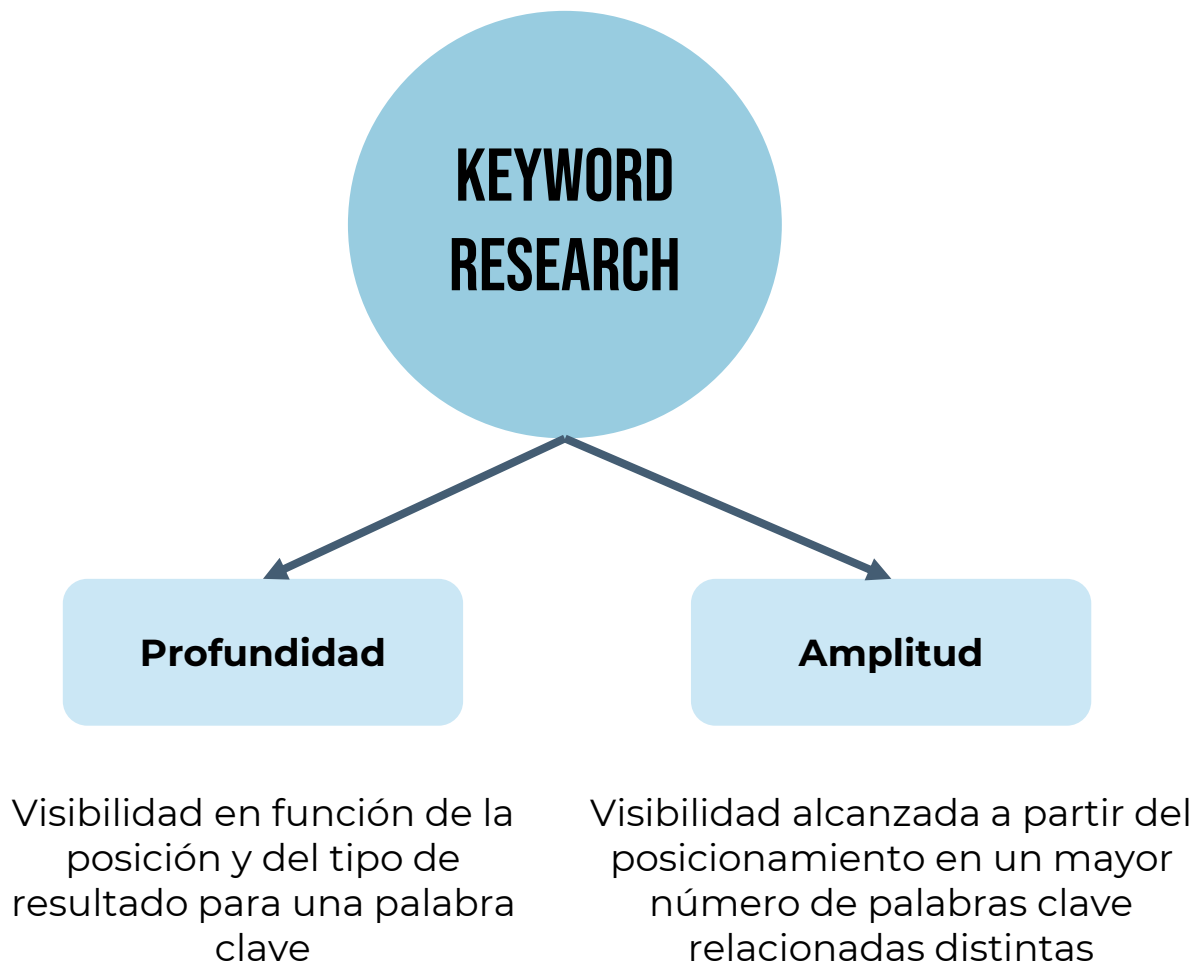 KEYWORD
RESEARCH
Profundidad
Amplitud
Visibilidad en función de la
posición y del tipo de
resultado para una palabra
clave
Visibilidad alcanzada a partir del
posicionamiento en un mayor
número de palabras clave
relacionadas distintas